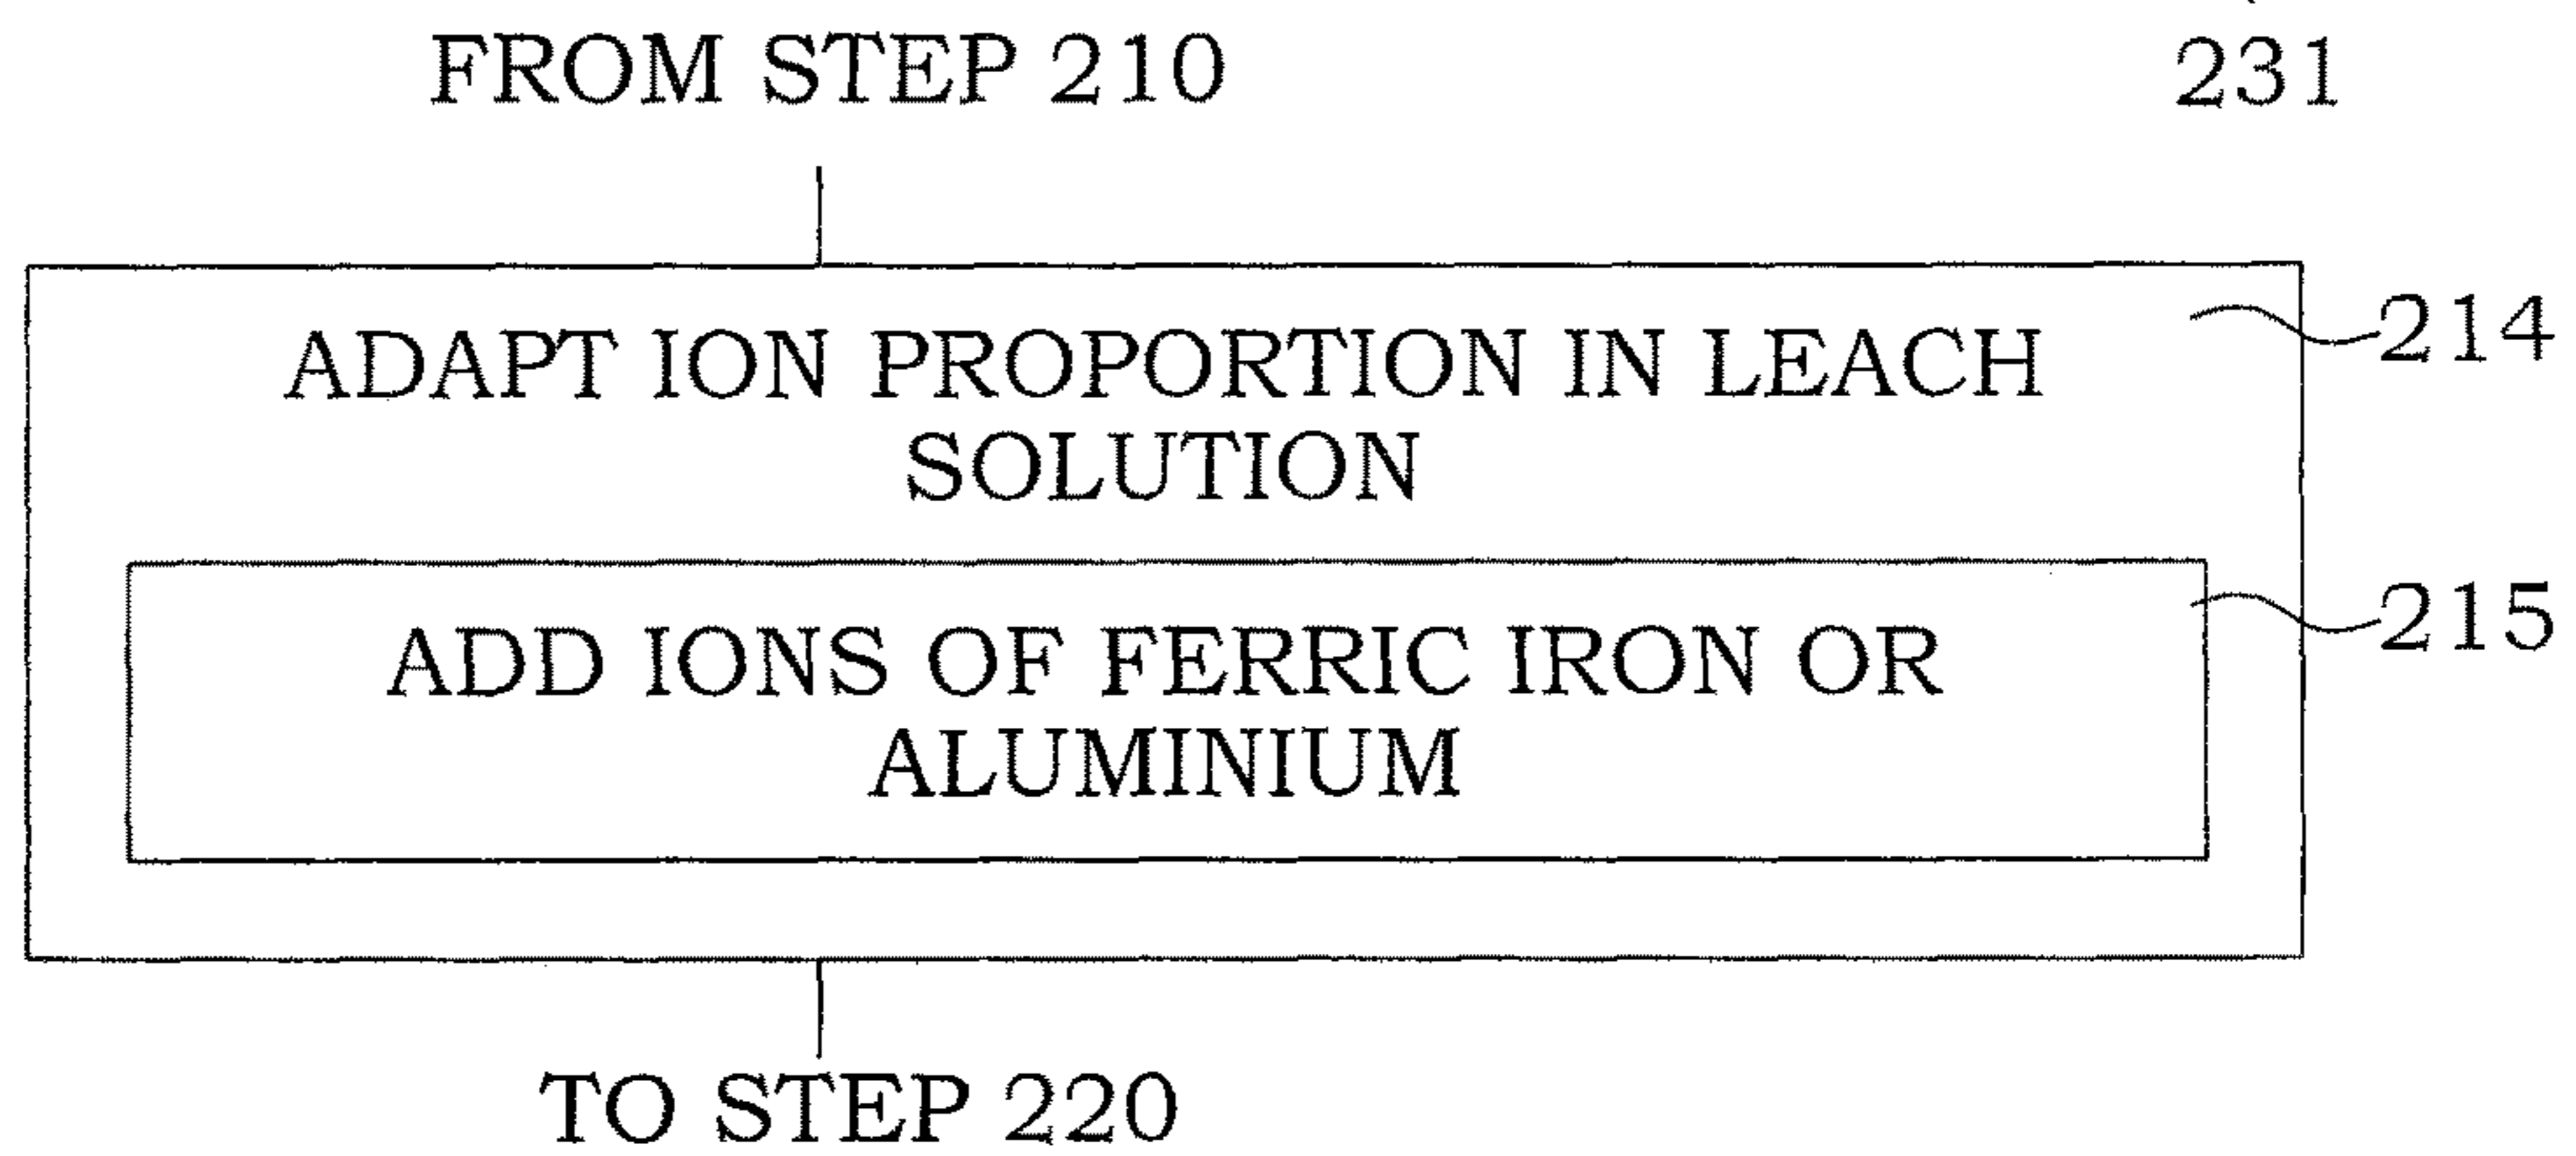 FROM STEP 210
231
ADAPT ION PROPORTION IN LEACH
SOLUTION
214
ADD IONS OF FERRIC IRON OR
ALUMINIUM
215
TO STEP 220